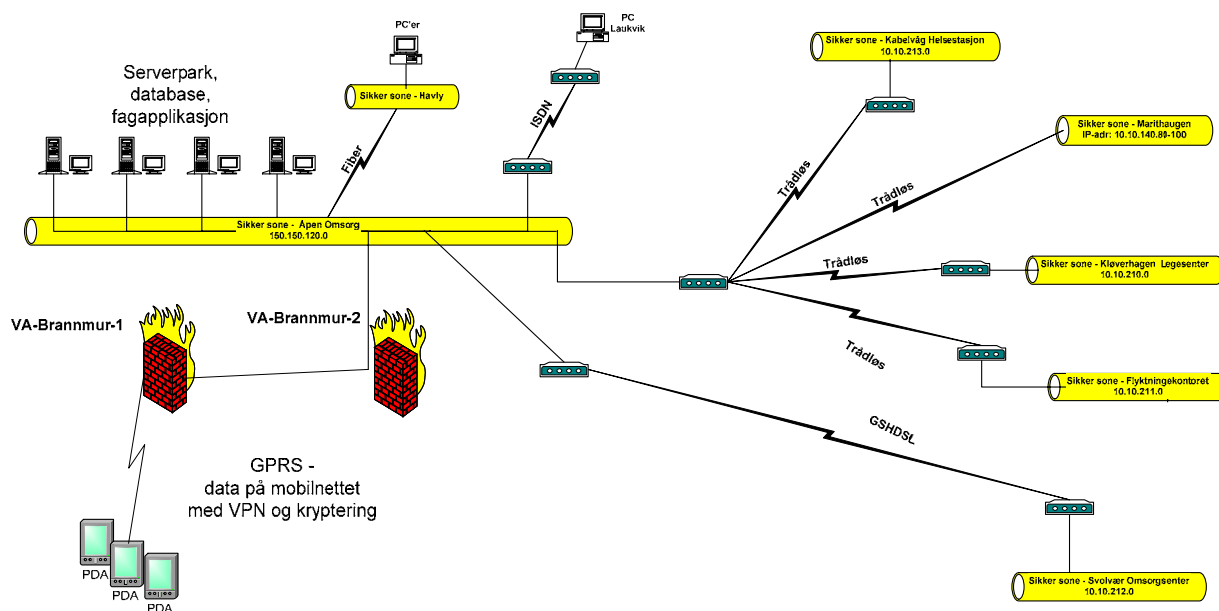 PC'er
PC
Laukvik
Sikker sone - Kabelvåg Helsestasjon
10.10.213.0
Serverpark,
database,
fagapplikasjon
Sikker sone - Havly
ISDN
Fiber
Trådløs
Sikker sone - Marithaugen
IP-adr: 10.10.140.80-100
Trådløs
Sikker sone - Åpen Omsorg
150.150.120.0
Trådløs
Sikker sone - Kløverhagen Legesenter
10.10.210.0
VA-Brannmur-1
VA-Brannmur-2
Trådløs
Sikker sone - Flyktningekontoret
10.10.211.0
GSHDSL
GPRS -
data på mobilnettet
med VPN og kryptering
PDA
PDA
PDA
Sikker sone - Svolvær Omsorgsenter
10.10.212.0